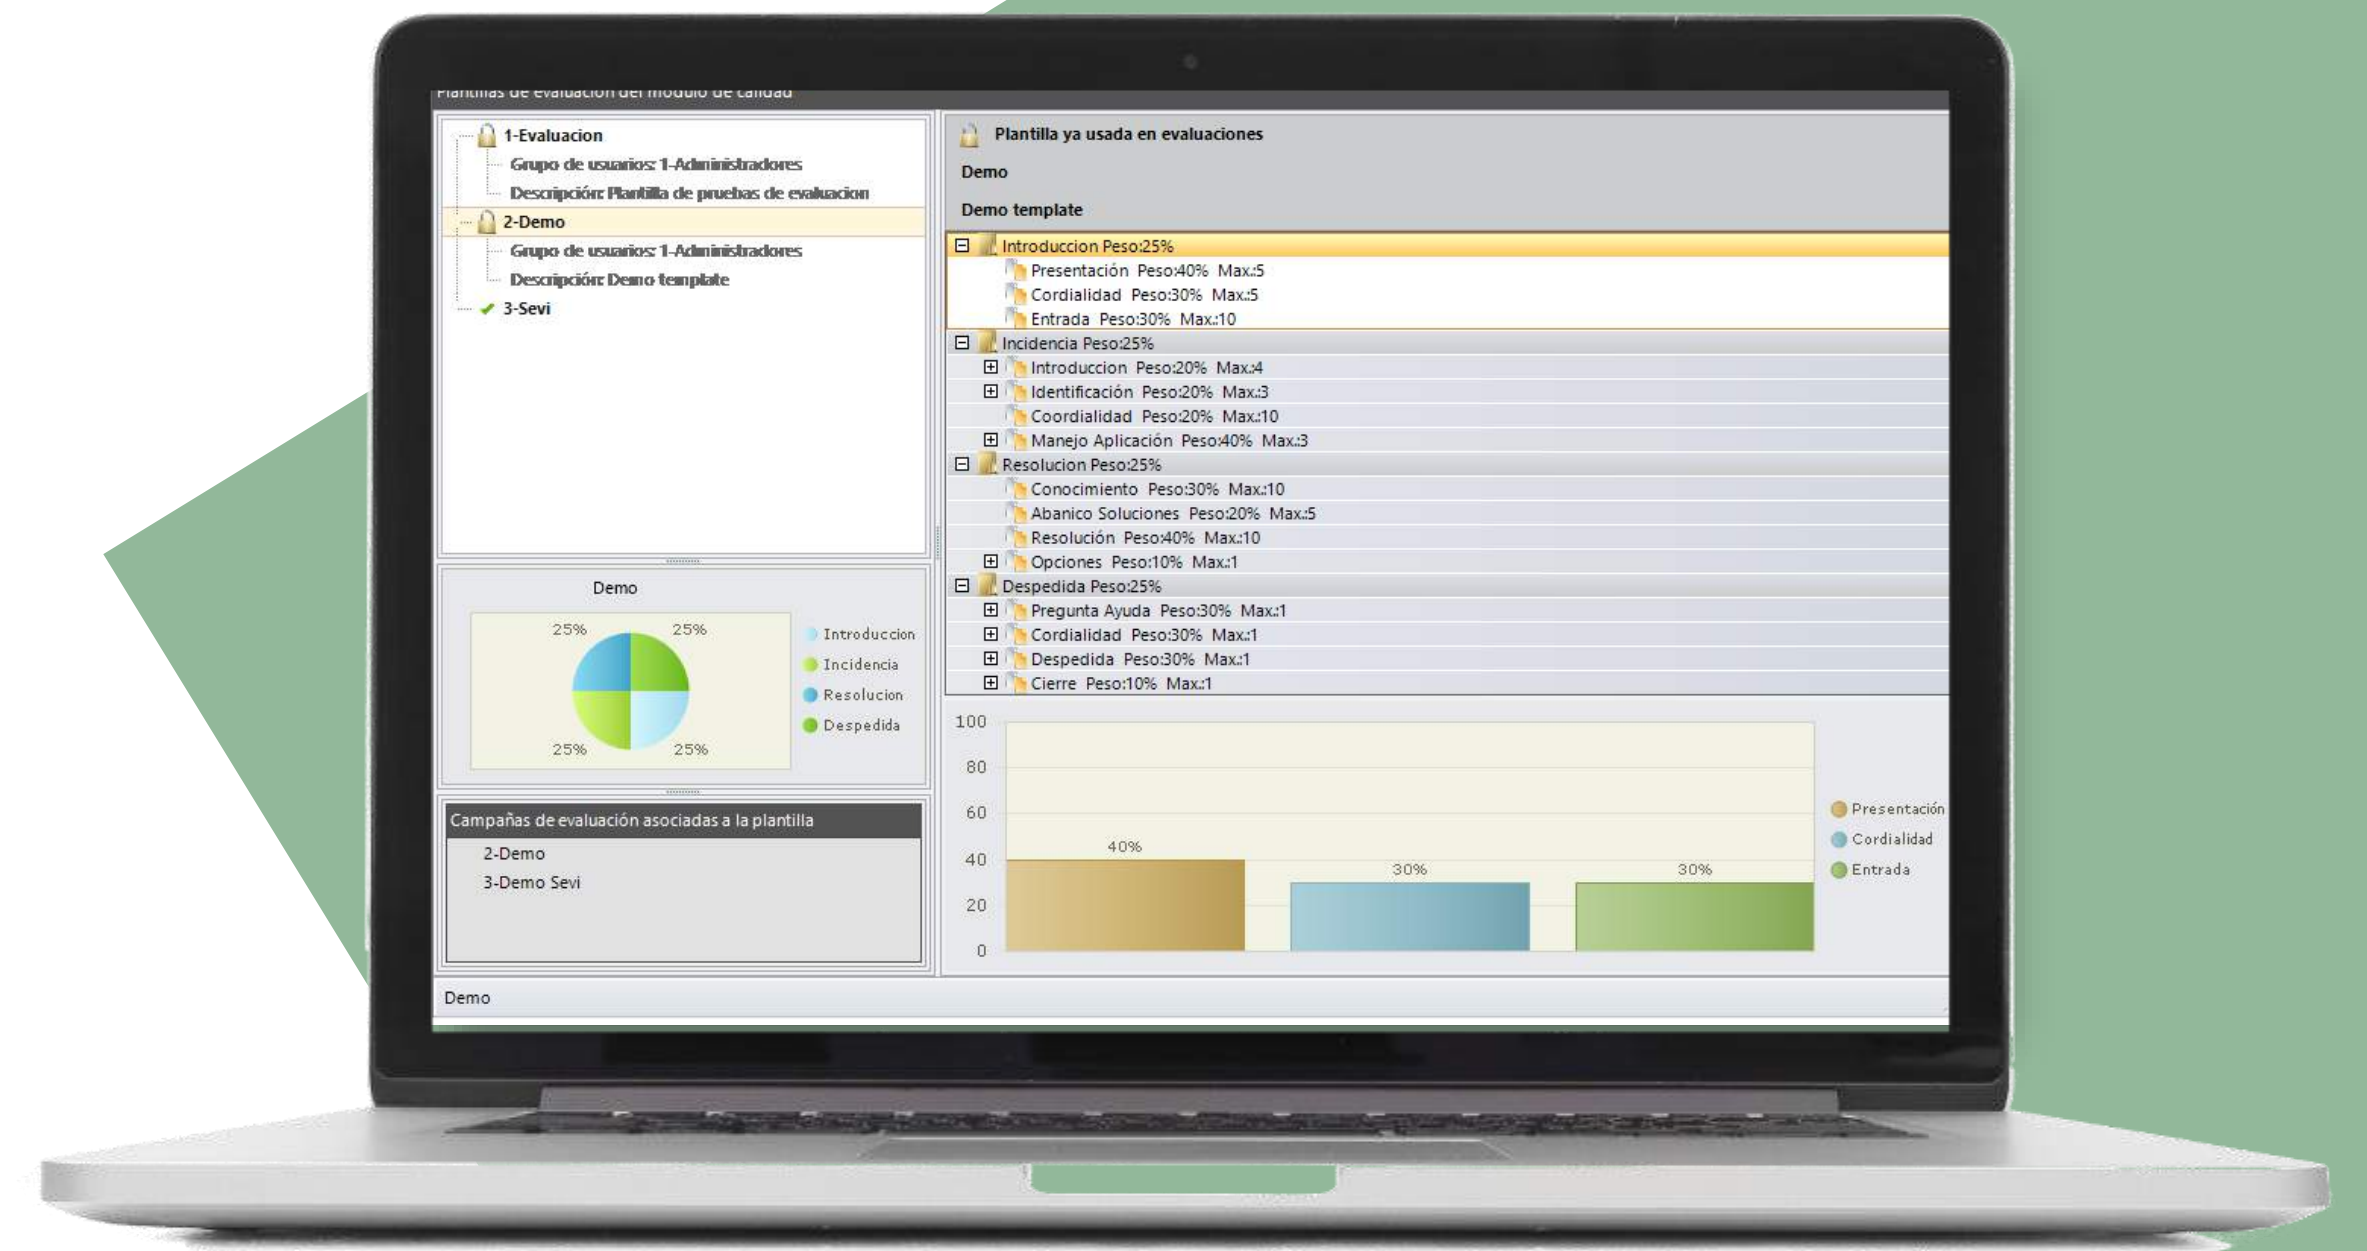 Plantillas de evaluación del módulo de calidad
1-Evaluacion
Grupo de usuarios: 1-Administradores
Descripción: Plantilla de pruebas de evaluacion
2-Demo
Grupo de usuarios: 1-Administradores
Descripción: Demo template
3-Sevi
Demo
25% 25%
25% 25%
Introduccion
Incidencia
Resolucion
Despedida
Campañas de evaluación asociadas a la plantilla
2-Demo
3-Demo Sevi
Plantilla ya usada en evaluaciones
Demo
Demo template
Introduccion Peso:25%
Presentación Peso:40% Max.:5
Cordialidad Peso:30% Max.:5
Entrada Peso:30% Max.:10
Incidencia Peso:25%
Introduccion Peso:20% Max.:4
Identificación Peso:20% Max.:3
Coordialidad Peso:20% Max.:10
Manejo Aplicación Peso:40% Max.:3
Resolucion Peso:25%
Conocimiento Peso:30% Max.:10
Abanico Soluciones Peso:20% Max.:5
Resolución Peso:40% Max.:10
Opciones Peso:10% Max.:1
Despedida Peso:25%
Pregunta Ayuda Peso:30% Max.:1
Cordialidad Peso:30% Max.:1
Despedida Peso:30% Max.:1
Cierre Peso:10% Max.:1
100
80
60
40
20
0
40%
30%
30%
Presentación
Cordialidad
Entrada
Demo